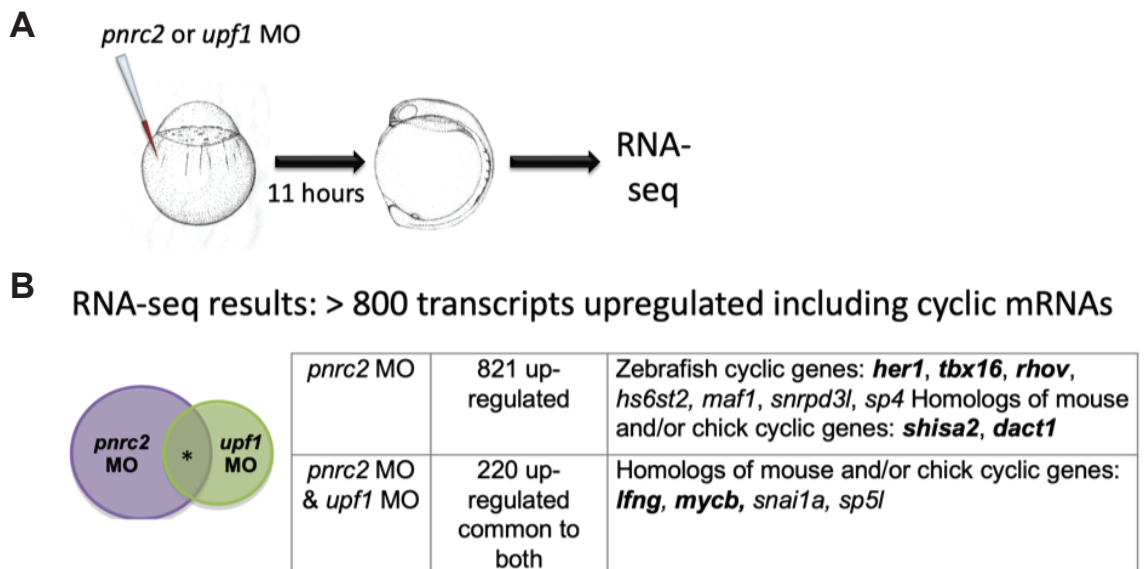 A
pnrc2 or upf1 MO
11 hours
RNA-
seq
B
RNA-seq results: > 800 transcripts upregulated including cyclic mRNAs
pnrc2
MO
*
upf1
MO
pnrc2 MO
821 up-
regulated
Zebrafish cyclic genes: her1, tbx16, rhov,
hs6st2, maf1, snrpd3l, sp4 Homologs of mouse
and/or chick cyclic genes: shisa2, dact1
pnrc2 MO
& upf1 MO
220 up-
regulated
common to
both
Homologs of mouse and/or chick cyclic genes:
lfng, mycb, snai1a, sp5l